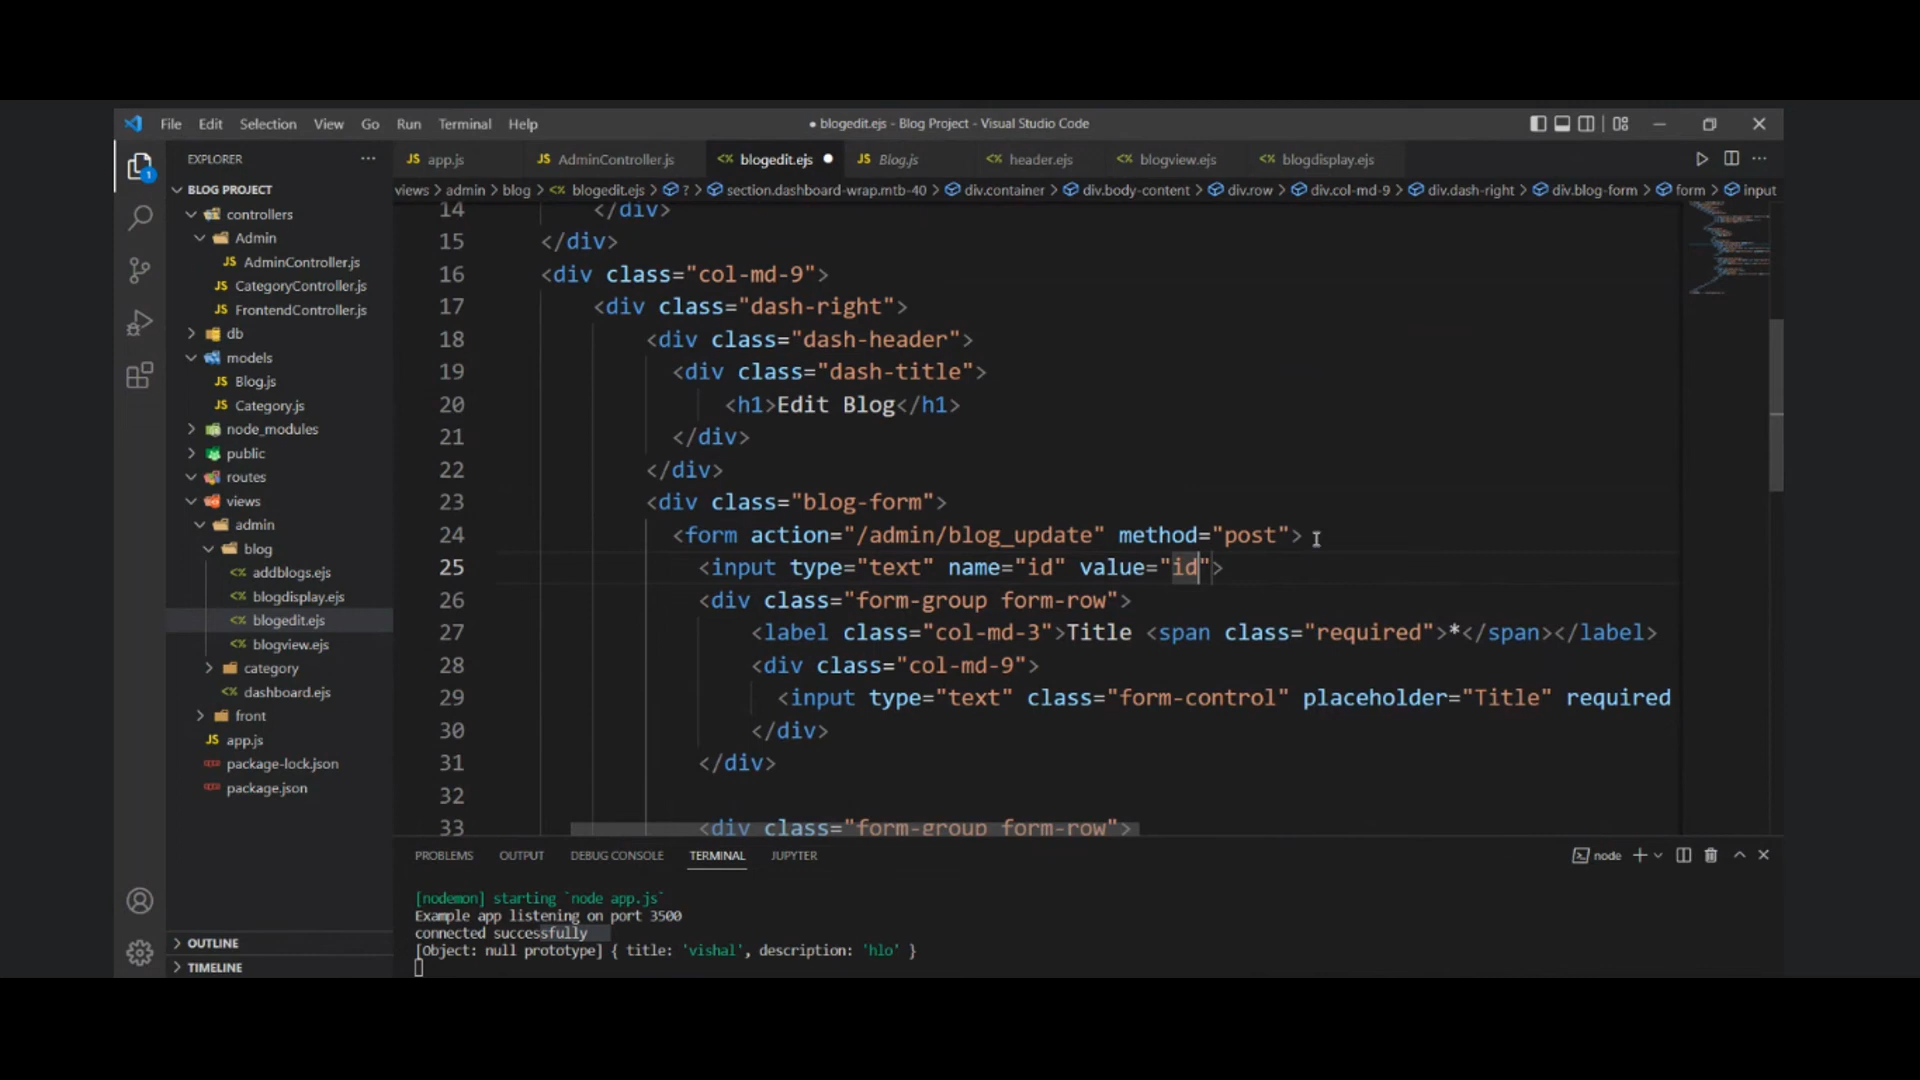 File Edit Selection View Go Run Terminal Help
● blogedit.ejs - Blog Project - Visual Studio Code
EXPLORER
JS app.js
JS AdminController.js
<> blogedit.ejs ●
JS Blog.js
<> header.ejs
<> blogview.ejs
<> blogdisplay.ejs
views > admin > blog > <> blogedit.ejs > ? > section.dashboard-wrap.mtb-40 > div.container > div.body-content > div.row > div.col-md-9 > div.dash-right > div.blog-form > form > input
1
BLOG PROJECT
controllers
Admin
JS AdminController.js
JS CategoryController.js
JS FrontendController.js
db
models
JS Blog.js
JS Category.js
node_modules
public
routes
views
admin
blog
<> addblogs.ejs
<> blogdisplay.ejs
<> blogedit.ejs
<> blogview.ejs
category
<> dashboard.ejs
front
JS app.js
package-lock.json
package.json
OUTLINE
TIMELINE
14 </div>
15 </div>
16 <div class="col-md-9">
17 <div class="dash-right">
18 <div class="dash-header">
19 <div class="dash-title">
20 <h1>Edit Blog</h1>
21 </div>
22 </div>
23 <div class="blog-form">
24 <form action="/admin/blog_update" method="post">
25 <input type="text" name="id" value="id">
26 <div class="form-group form-row">
27 <label class="col-md-3">Title <span class="required">*</span></label>
28 <div class="col-md-9">
29 <input type="text" class="form-control" placeholder="Title" required
30 </div>
31 </div>
32
33 <div class="form-group form-row">
PROBLEMS OUTPUT DEBUG CONSOLE TERMINAL JUPYTER
node
[nodemon] starting `node app.js`
Example app listening on port 3500
connected successfully
[Object: null prototype] { title: 'vishal', description: 'hlo' }